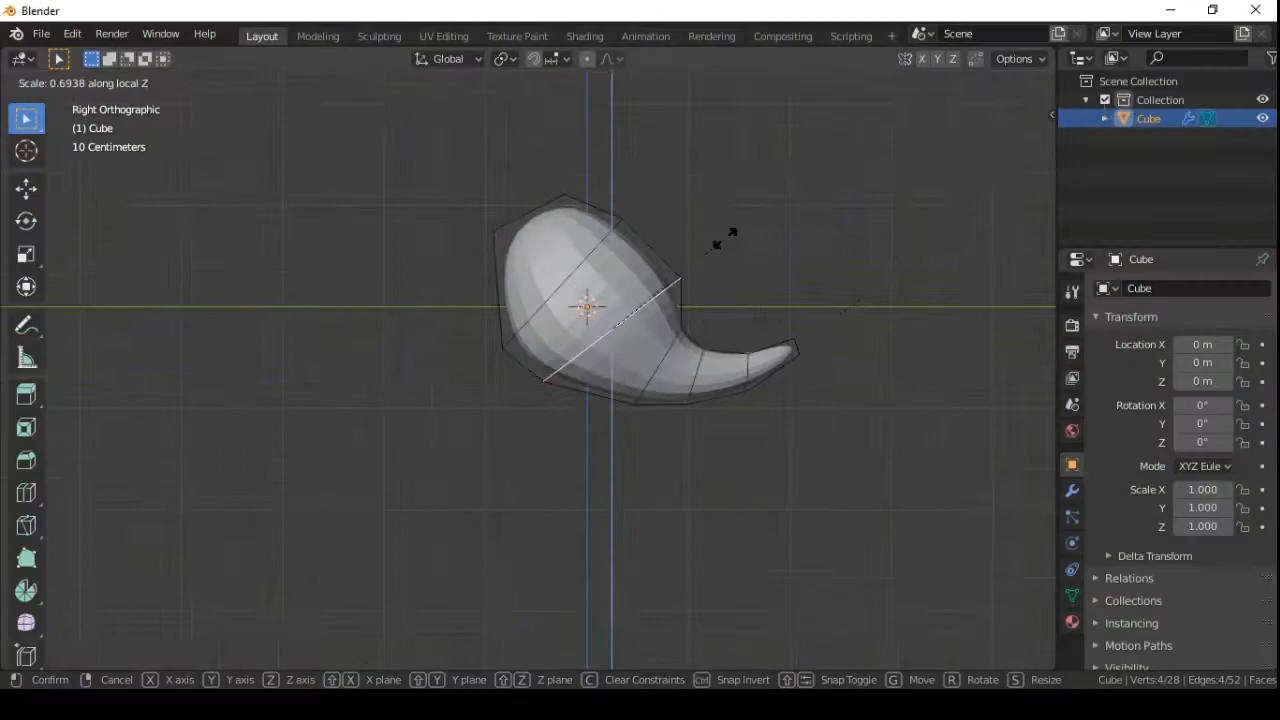 Blender
File Edit Render Window Help Layout Modeling Sculpting UV Editing Texture Paint Shading Animation Rendering Compositing Scripting + Scene View Layer
Global X Y Z Options
Scale: 0.6938 along local Z
Right Orthographic
(1) Cube
10 Centimeters
Scene Collection
Collection
Cube
Cube
Cube
Transform
Location X 0 m
Y 0 m
Z 0 m
Rotation X 0°
Y 0°
Z 0°
Mode XYZ Eule
Scale X 1.000
Y 1.000
Z 1.000
Delta Transform
Relations
Collections
Instancing
Motion Paths
Visibility
Confirm Cancel X X axis Y Y axis Z Z axis X X plane Y Y plane Z Z plane C Clear Constraints Ctrl Snap Invert Snap Toggle G Move R Rotate S Resize Cube | Verts:4/28 | Edges:4/52 | Faces